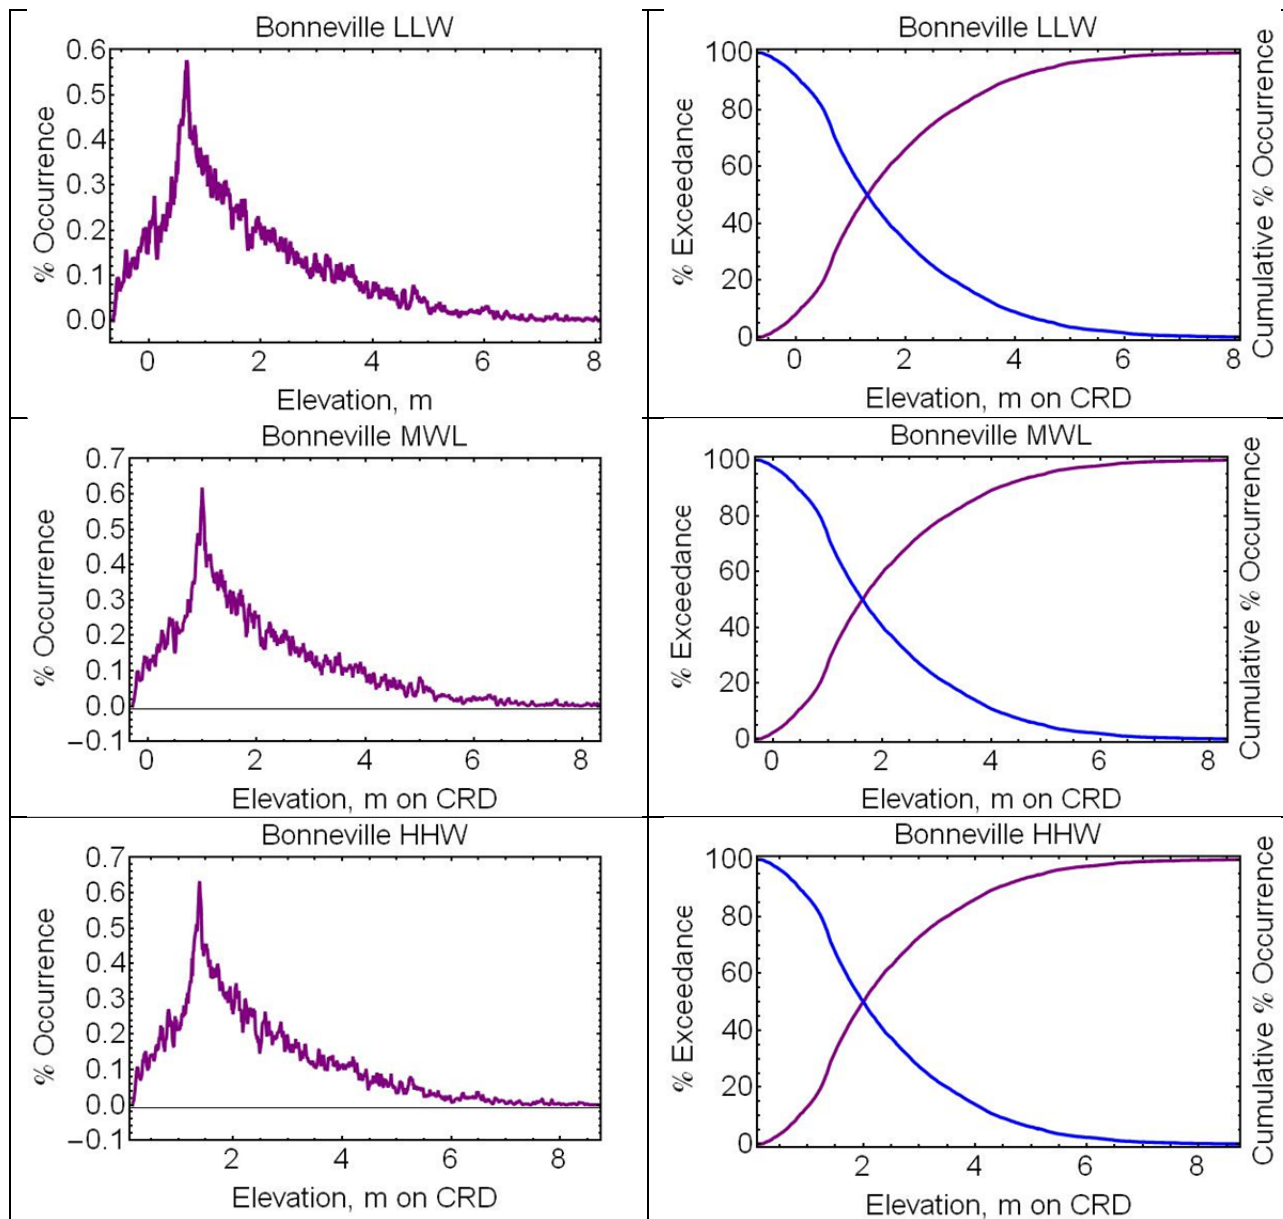 Bonneville LLW
% Occurrence
0.6
0.5
0.4
0.3
0.2
0.1
0.0
0 2 4 6 8
Elevation, m
Bonneville LLW
% Exceedance
100
80
60
40
20
0
0 2 4 6 8
Elevation, m on CRD
Cumulative % Occurrence
Bonneville MWL
% Occurrence
0.7
0.6
0.5
0.4
0.3
0.2
0.1
0.0
−0.1
0 2 4 6 8
Elevation, m on CRD
Bonneville MWL
% Exceedance
100
80
60
40
20
0
0 2 4 6 8
Elevation, m on CRD
Cumulative % Occurrence
Bonneville HHW
% Occurrence
0.7
0.6
0.5
0.4
0.3
0.2
0.1
0.0
−0.1
2 4 6 8
Elevation, m on CRD
Bonneville HHW
% Exceedance
100
80
60
40
20
0
2 4 6 8
Elevation, m on CRD
Cumulative % Occurrence